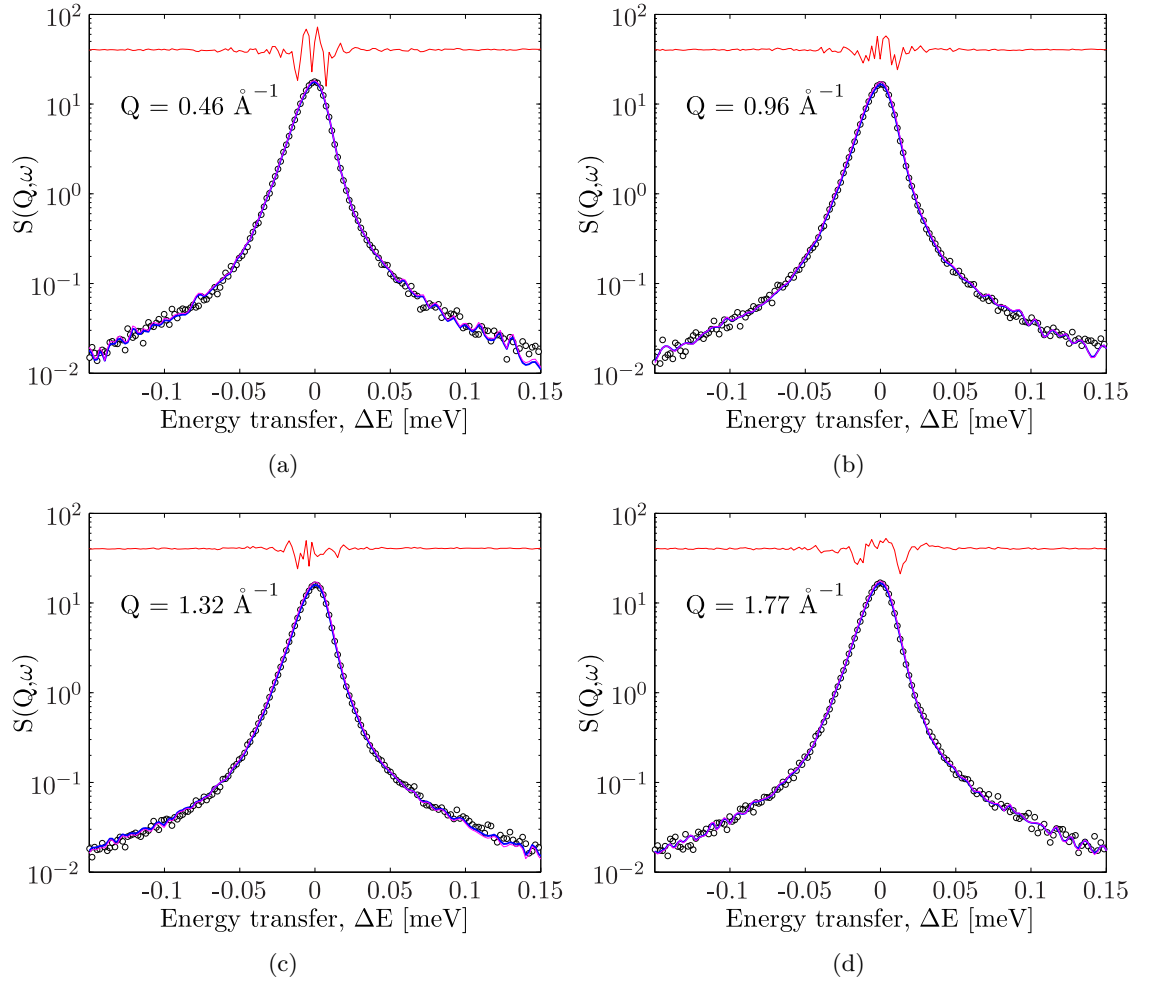 10^2
10^1
10^0
10^-1
10^-2
S(Q,ω)
Q = 0.46 Å^-1
-0.1 -0.05 0 0.05 0.1 0.15
Energy transfer, ΔE [meV]
(a)
10^2
10^1
10^0
10^-1
10^-2
S(Q,ω)
Q = 0.96 Å^-1
-0.1 -0.05 0 0.05 0.1 0.15
Energy transfer, ΔE [meV]
(b)
10^2
10^1
10^0
10^-1
10^-2
S(Q,ω)
Q = 1.32 Å^-1
-0.1 -0.05 0 0.05 0.1 0.15
Energy transfer, ΔE [meV]
(c)
10^2
10^1
10^0
10^-1
10^-2
S(Q,ω)
Q = 1.77 Å^-1
-0.1 -0.05 0 0.05 0.1 0.15
Energy transfer, ΔE [meV]
(d)